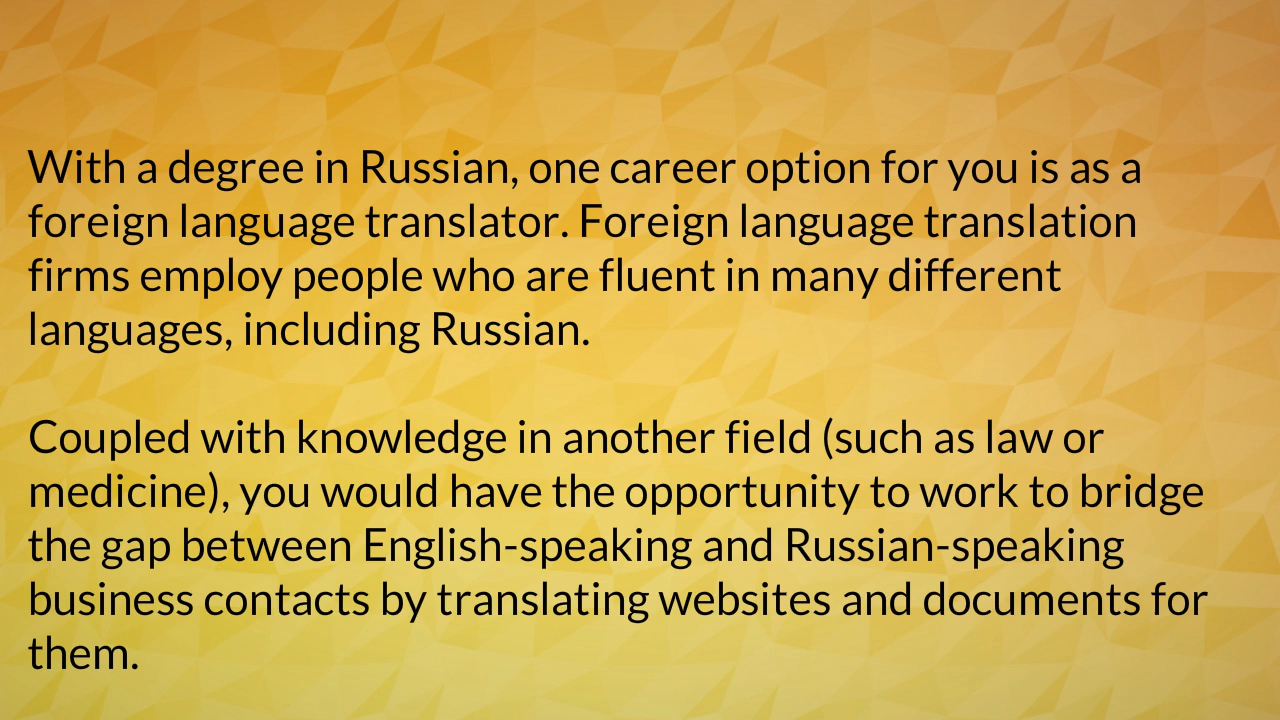 With a degree in Russian, one career option for you is as a
foreign language translator. Foreign language translation
firms employ people who are fluent in many different
languages, including Russian.
Coupled with knowledge in another field (such as law or
medicine), you would have the opportunity to work to bridge
the gap between English-speaking and Russian-speaking
business contacts by translating websites and documents for
them.